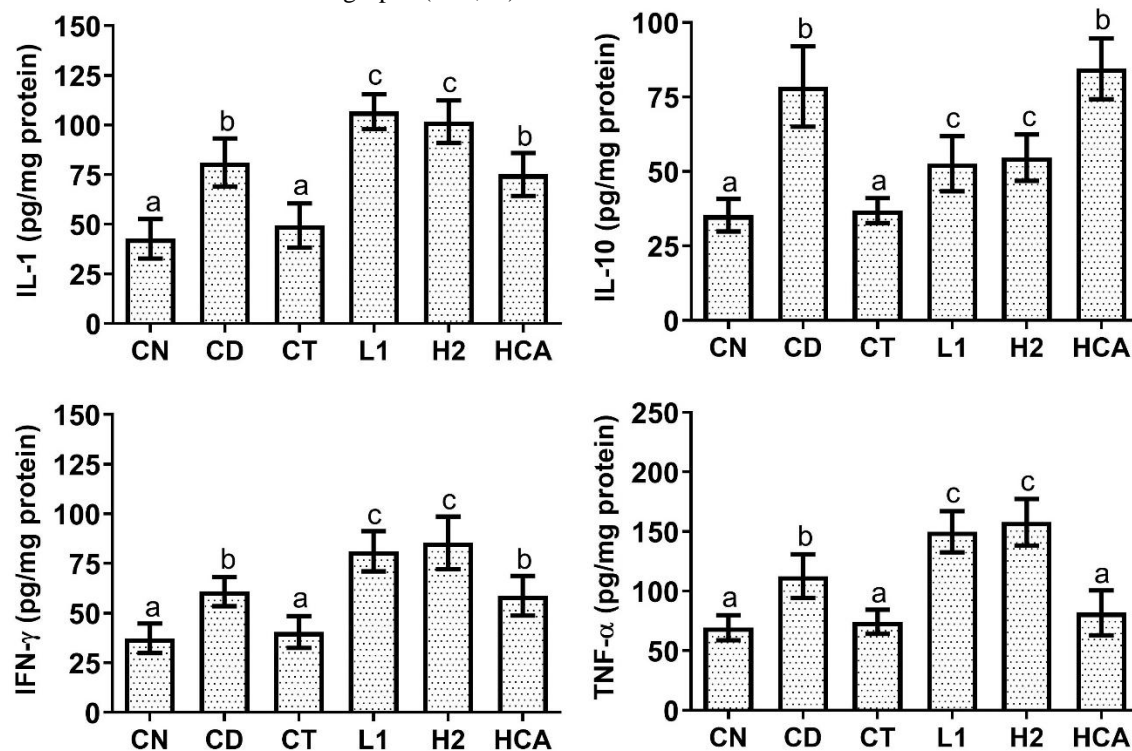 150
125
100
75
50
25
0
IL-1 (pg/mg protein)
a
b
a
c
c
b
CN CD CT L1 H2 HCA
100
75
50
25
0
IL-10 (pg/mg protein)
a
b
a
c
c
b
CN CD CT L1 H2 HCA
150
125
100
75
50
25
0
IFN-γ (pg/mg protein)
a
b
a
c
c
b
CN CD CT L1 H2 HCA
250
200
150
100
50
0
TNF-α (pg/mg protein)
a
b
a
c
c
a
CN CD CT L1 H2 HCA